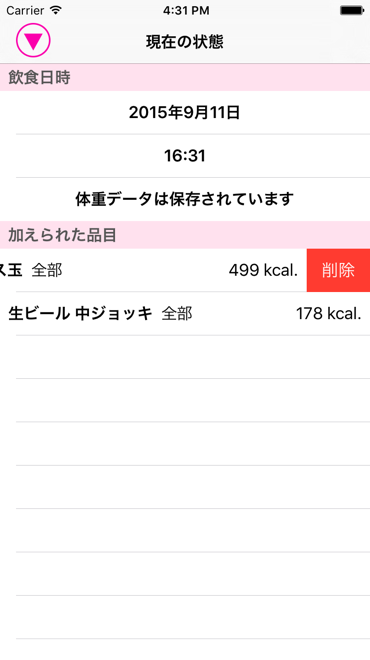 Carrier 4:31 PM
現在の状態
飲食日時
2015年9月11日
16:31
体重データは保存されています
加えられた品目
ス玉 全部 499 kcal. 削除
生ビール 中ジョッキ 全部 178 kcal.